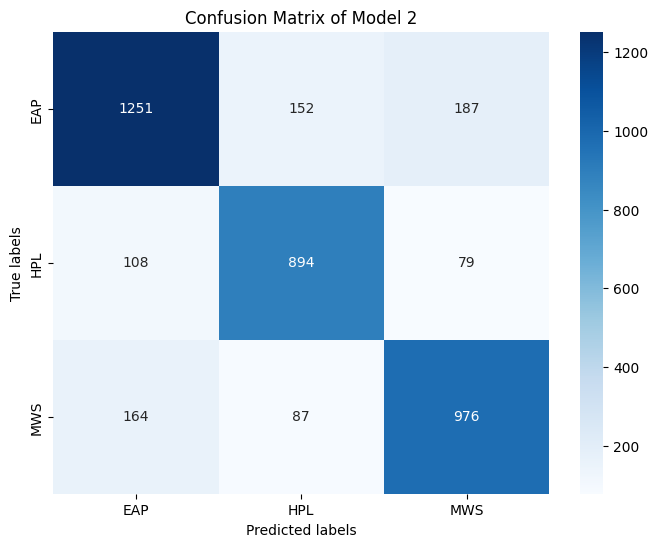 Confusion Matrix of Model 2
True labels
EAP 1251 152 187
HPL 108 894 79
MWS 164 87 976
EAP HPL MWS
Predicted labels
1200
1000
800
600
400
200